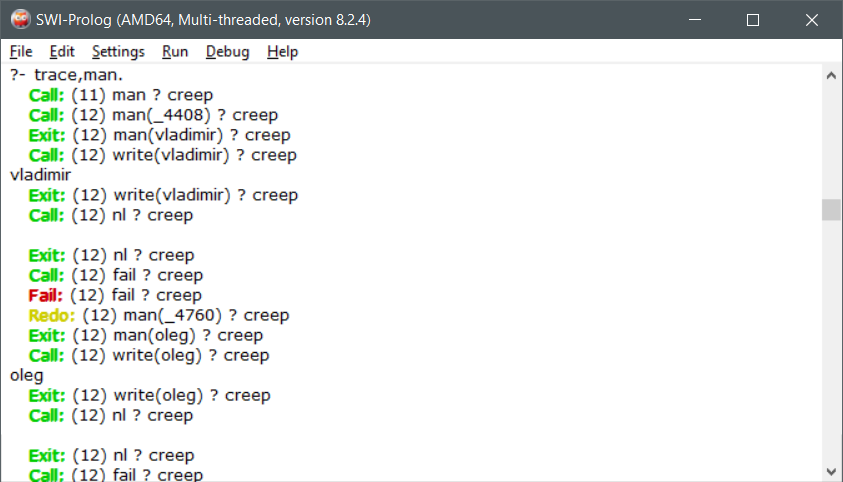 SWI-Prolog (AMD64, Multi-threaded, version 8.2.4)
File Edit Settings Run Debug Help
?- trace,man.
Call: (11) man ? creep
Call: (12) man(_4408) ? creep
Exit: (12) man(vladimir) ? creep
Call: (12) write(vladimir) ? creep
vladimir
Exit: (12) write(vladimir) ? creep
Call: (12) nl ? creep
Exit: (12) nl ? creep
Call: (12) fail ? creep
Fail: (12) fail ? creep
Redo: (12) man(_4760) ? creep
Exit: (12) man(oleg) ? creep
Call: (12) write(oleg) ? creep
oleg
Exit: (12) write(oleg) ? creep
Call: (12) nl ? creep
Exit: (12) nl ? creep
Call: (12) fail ? creep